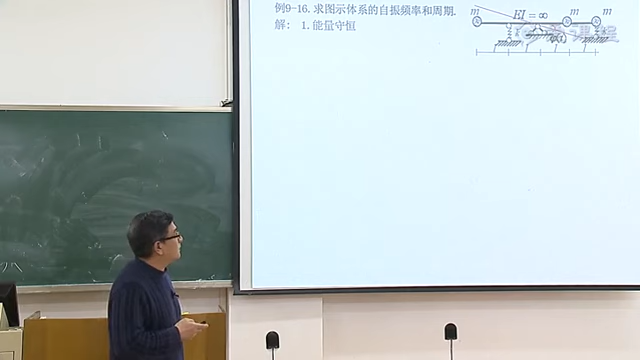 例9-16.求图示体系的自振频率和周期.
解: 1.能量守恒
m EI = ∞ m m